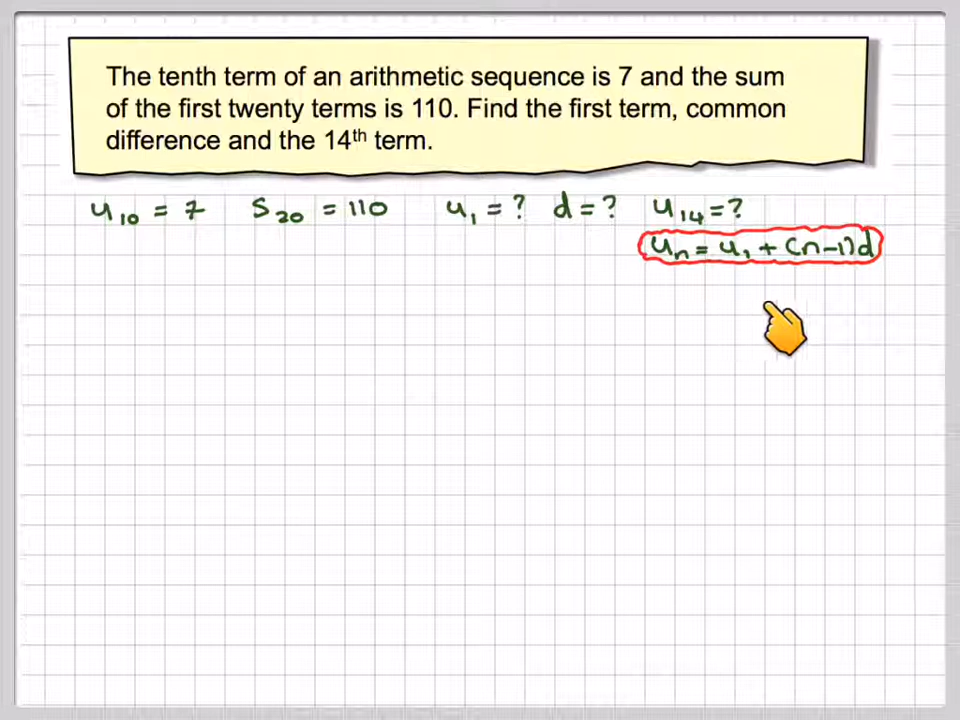 The tenth term of an arithmetic sequence is 7 and the sum
of the first twenty terms is 110. Find the first term, common
difference and the 14th term.
u10 = 7 S20 = 110 u1 = ? d = ? u14 = ?
un = u1 + (n-1)d